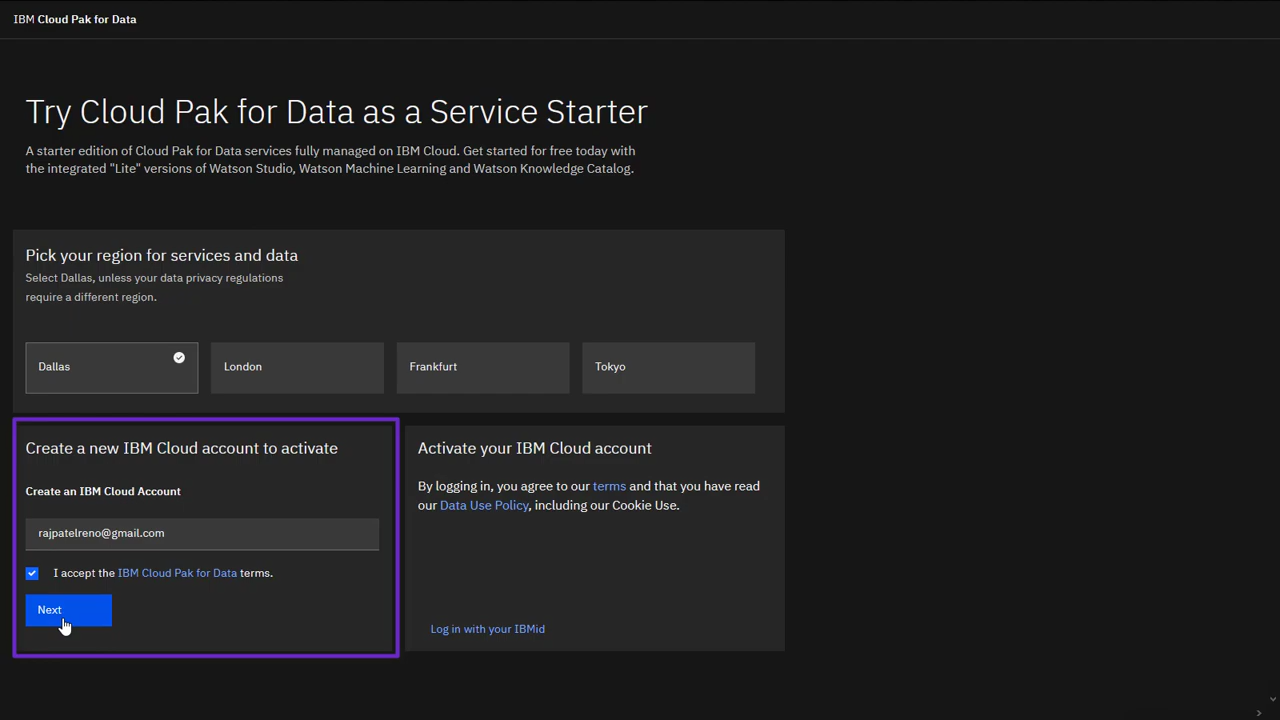 IBM Cloud Pak for Data
Try Cloud Pak for Data as a Service Starter
A starter edition of Cloud Pak for Data services fully managed on IBM Cloud. Get started for free today with
the integrated "Lite" versions of Watson Studio, Watson Machine Learning and Watson Knowledge Catalog.
Pick your region for services and data
Select Dallas, unless your data privacy regulations
require a different region.
Dallas
London
Frankfurt
Tokyo
Create a new IBM Cloud account to activate
Create an IBM Cloud Account
rajpatelreno@gmail.com
I accept the IBM Cloud Pak for Data terms.
Next
Activate your IBM Cloud account
By logging in, you agree to our terms and that you have read
our Data Use Policy, including our Cookie Use.
Log in with your IBMid